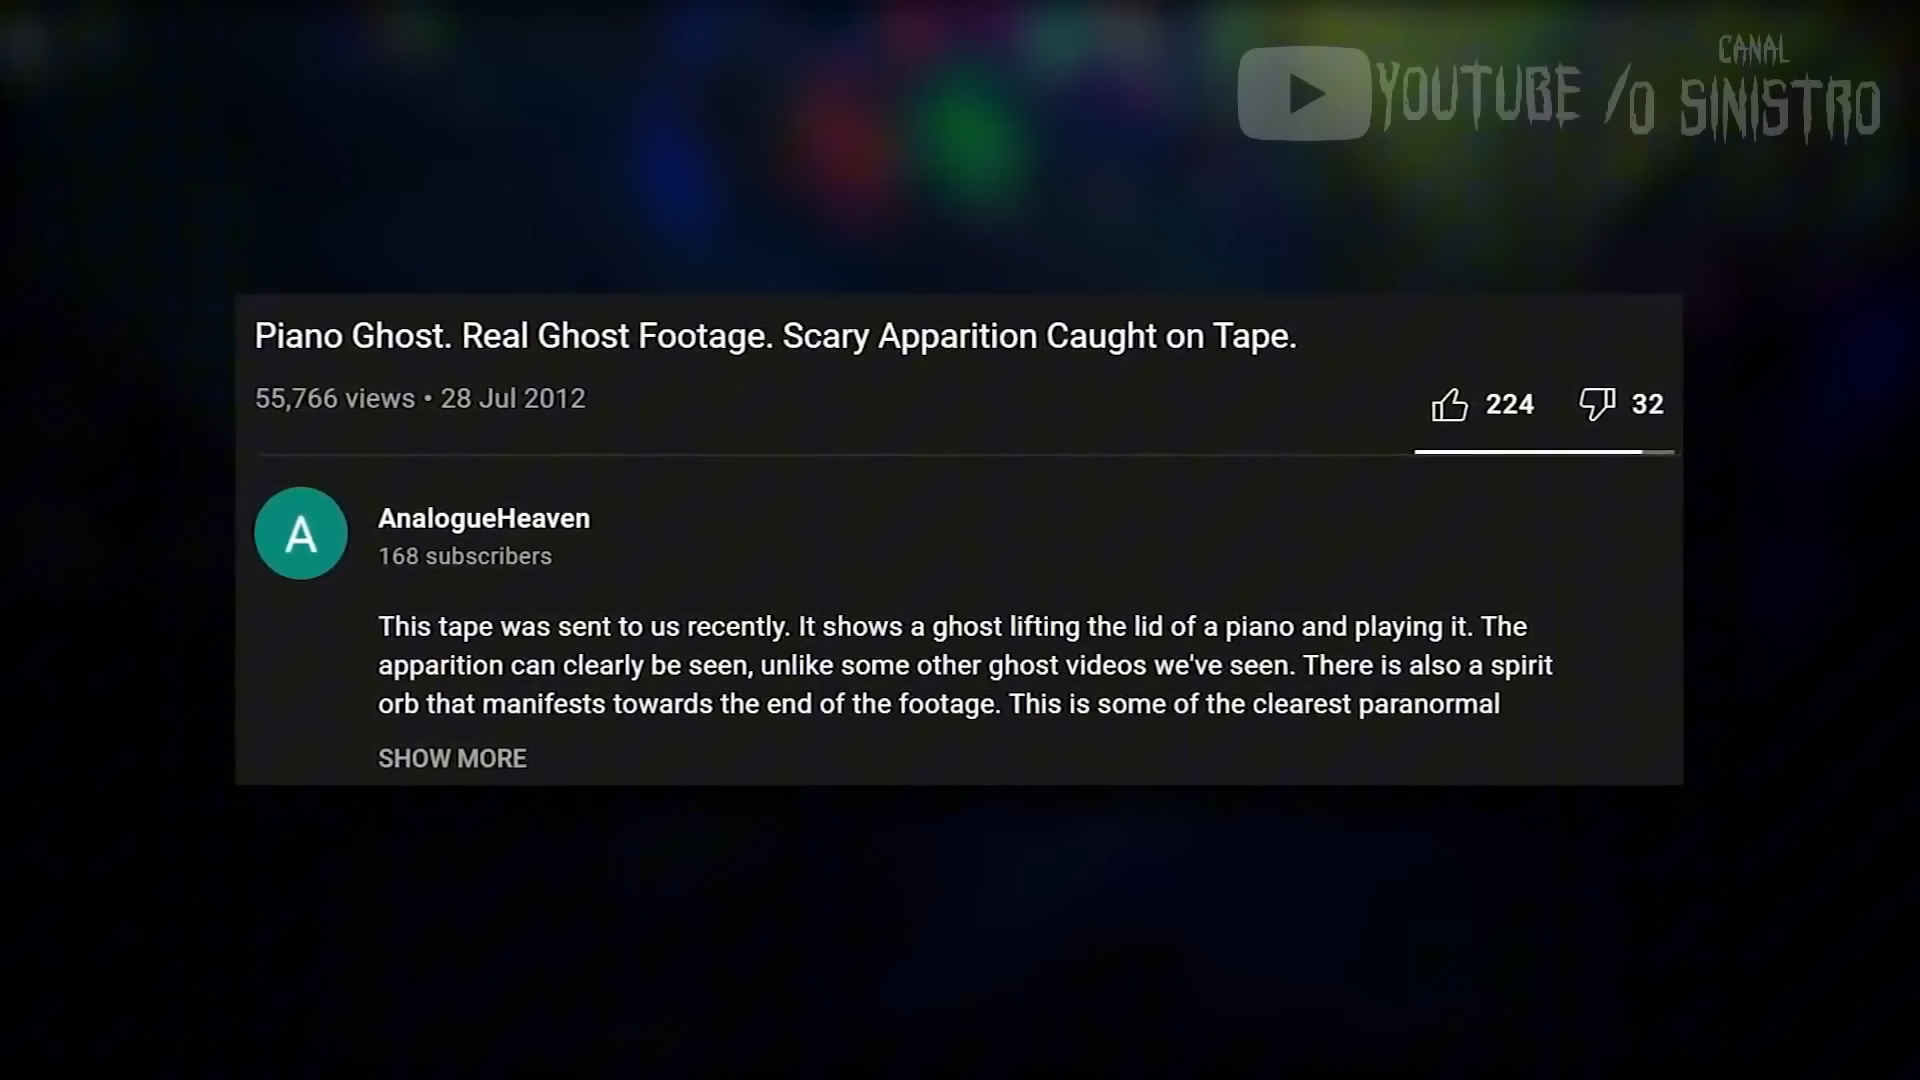 CANAL
YOUTUBE /O SINISTRO
Piano Ghost. Real Ghost Footage. Scary Apparition Caught on Tape.
55,766 views • 28 Jul 2012
224 32
A
AnalogueHeaven
168 subscribers
This tape was sent to us recently. It shows a ghost lifting the lid of a piano and playing it. The
apparition can clearly be seen, unlike some other ghost videos we've seen. There is also a spirit
orb that manifests towards the end of the footage. This is some of the clearest paranormal
SHOW MORE